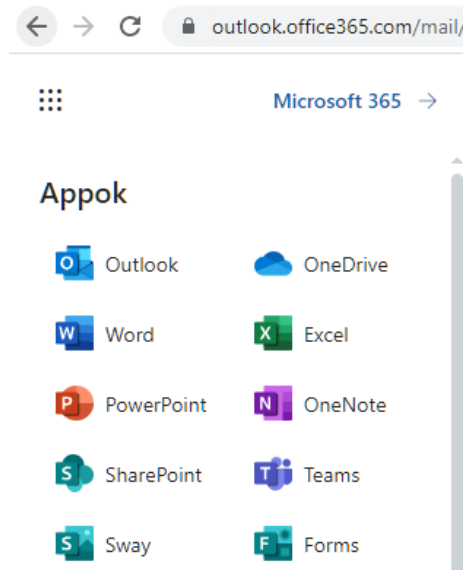 outlook.office365.com/mail/
Microsoft 365 →
Appok
Outlook OneDrive
Word Excel
PowerPoint OneNote
SharePoint Teams
Sway Forms